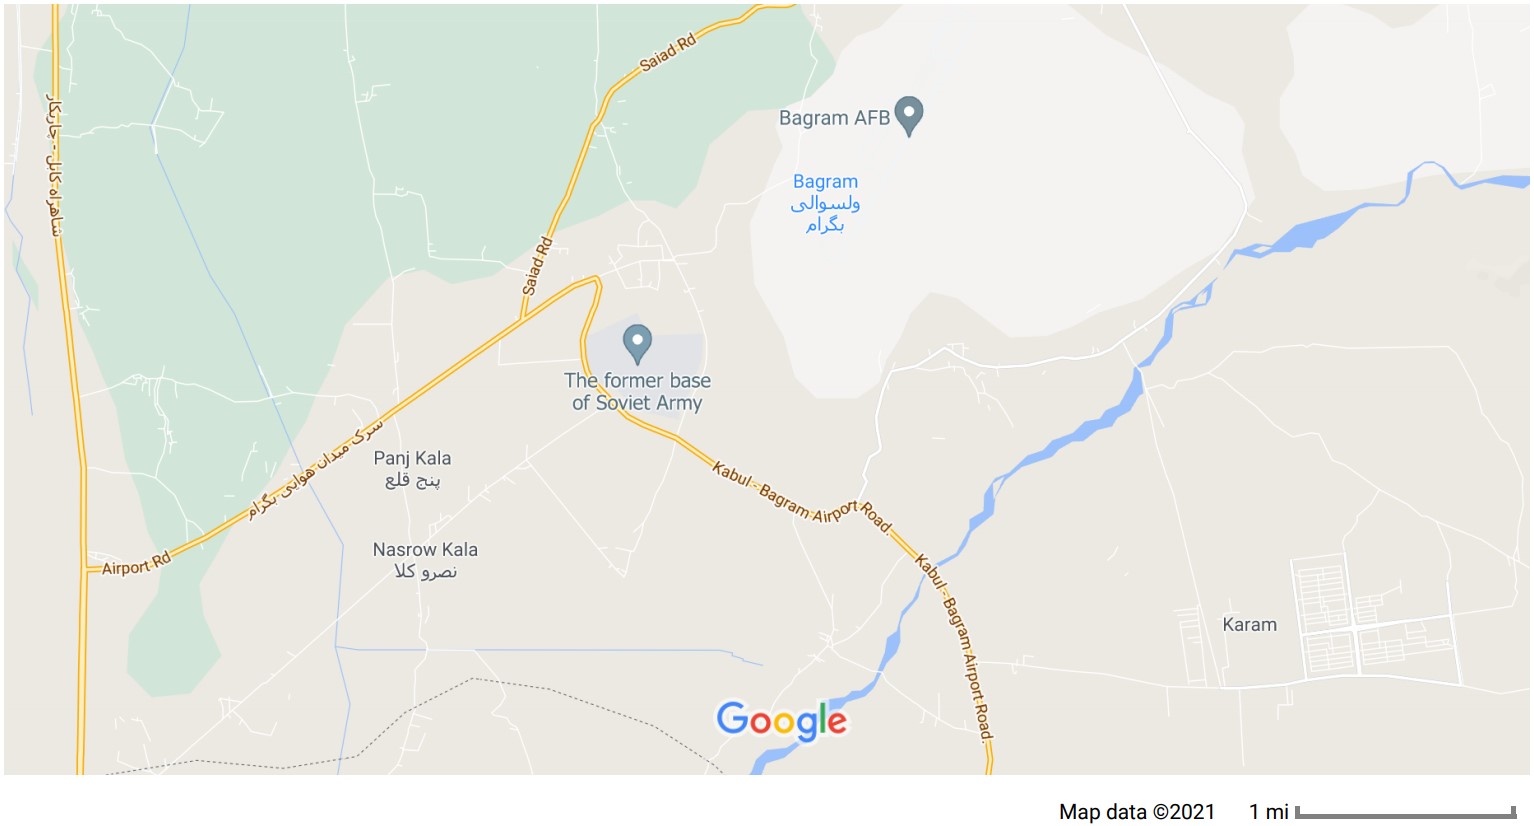 Saiad Rd
شاهراه کابل - چاریکار
Bagram AFB
Bagram
ولسوالی
بگرام
Saiad Rd
The former base
of Soviet Army
سرک میدان هوایی بگرام
Panj Kala
پنج قلع
Kabul - Bagram Airport Road.
Nasrow Kala
نصرو کلا
Airport Rd
Kabul - Bagram Airport Road.
Karam
Google
Map data ©2021 1 mi